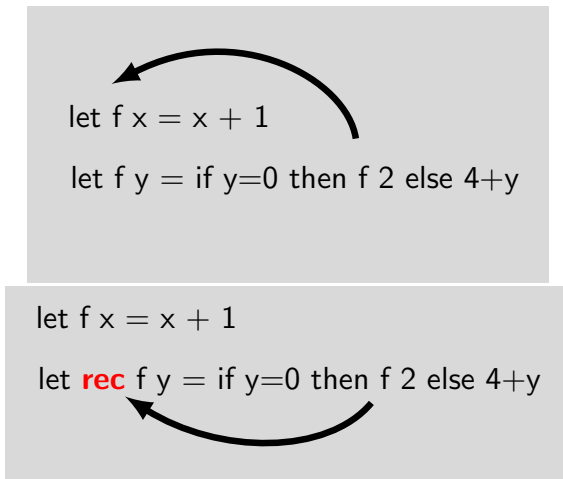 let f x = x + 1
let f y = if y=0 then f 2 else 4+y
let f x = x + 1
let rec f y = if y=0 then f 2 else 4+y